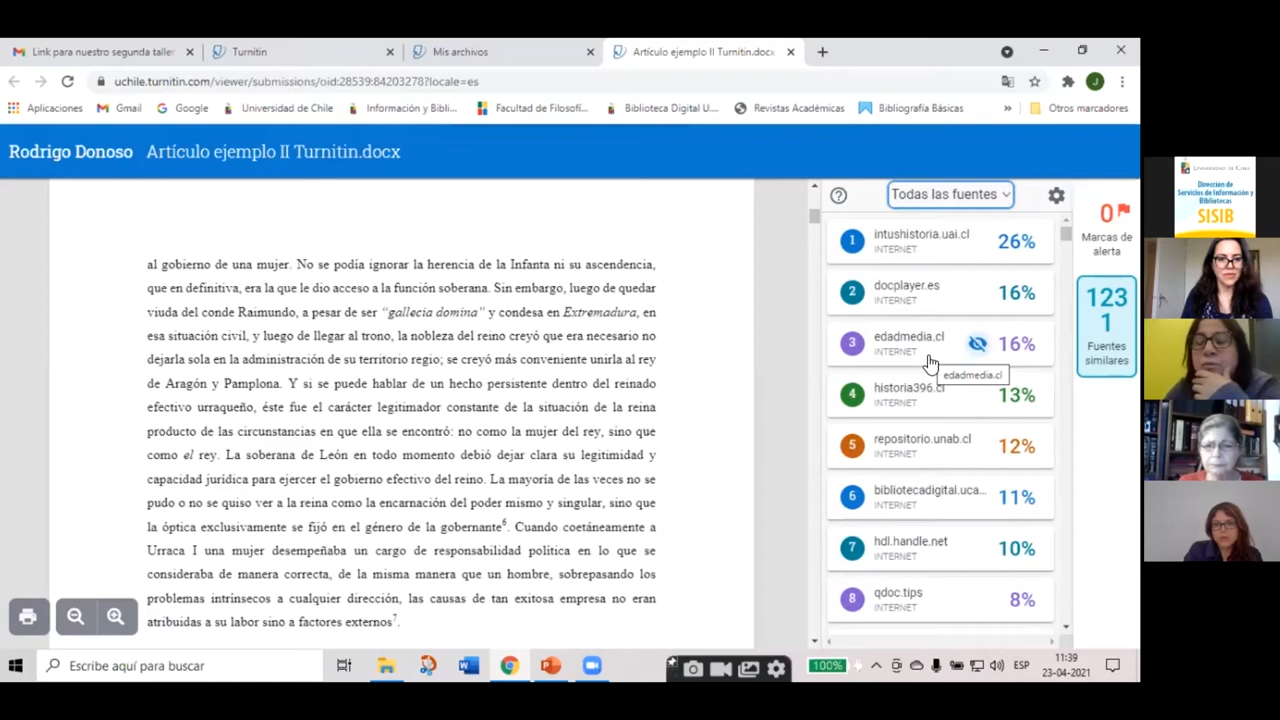 Link para nuestro segunda taller
Turnitin
Mis archivos
Artículo ejemplo II Turnitin.docx
uchile.turnitin.com/viewer/submissions/oid:28539:84203278?locale=es
Aplicaciones
Gmail
Google
Universidad de Chile
Información y Bibli...
Facultad de Filosofí...
Biblioteca Digital U....
Revistas Académicas
Bibliografía Básicas
»
Otros marcadores
Rodrigo Donoso Artículo ejemplo II Turnitin.docx
al gobierno de una mujer. No se podía ignorar la herencia de la Infanta ni su ascendencia,
que en definitiva, era la que le dio acceso a la función soberana. Sin embargo, luego de quedar
viuda del conde Raimundo, a pesar de ser “gallecia domina” y condesa en Extremadura, en
esa situación civil, y luego de llegar al trono, la nobleza del reino creyó que era necesario no
dejarla sola en la administración de su territorio regio; se creyó más conveniente unirla al rey
de Aragón y Pamplona. Y si se puede hablar de un hecho persistente dentro del reinado
efectivo urraqueño, éste fue el carácter legitimador constante de la situación de la reina
producto de las circunstancias en que ella se encontró: no como la mujer del rey, sino que
como el rey. La soberana de León en todo momento debió dejar clara su legitimidad y
capacidad jurídica para ejercer el gobierno efectivo del reino. La mayoría de las veces no se
pudo o no se quiso ver a la reina como la encarnación del poder mismo y singular, sino que
la óptica exclusivamente se fijó en el género de la gobernante6. Cuando coetáneamente a
Urraca I una mujer desempeñaba un cargo de responsabilidad política en lo que se
consideraba de manera correcta, de la misma manera que un hombre, sobrepasando los
problemas intrínsecos a cualquier dirección, las causas de tan exitosa empresa no eran
atribuidas a su labor sino a factores externos7.
Todas las fuentes
1 intushistoria.uai.cl 26%
INTERNET
2 docplayer.es 16%
INTERNET
3 edadmedia.cl 16%
INTERNET
edadmedia.cl
4 historia396.cl 13%
INTERNET
5 repositorio.unab.cl 12%
INTERNET
6 bibliotecadigital.uca... 11%
INTERNET
7 hdl.handle.net 10%
INTERNET
8 qdoc.tips 8%
INTERNET
0
Marcas de
alerta
123
1
Fuentes
similares
UNIVERSIDAD DE CHILE
Dirección de
Servicios de Información y
Bibliotecas
SISIB
Escribe aquí para buscar
100%
ESP
11:39
23-04-2021